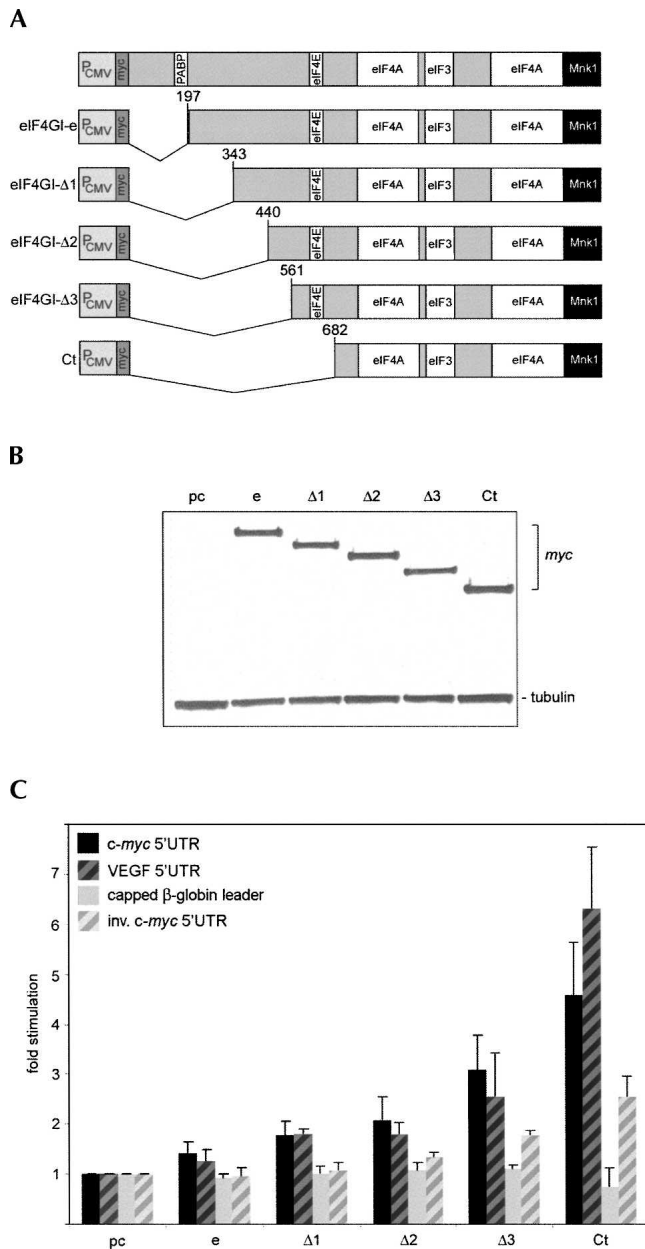 A
PCMV myc PABP eIF4E eIF4A eIF3 eIF4A Mnk1
197
eIF4GI-e PCMV myc eIF4E eIF4A eIF3 eIF4A Mnk1
343
eIF4GI-Δ1 PCMV myc eIF4E eIF4A eIF3 eIF4A Mnk1
440
eIF4GI-Δ2 PCMV myc eIF4E eIF4A eIF3 eIF4A Mnk1
561
eIF4GI-Δ3 PCMV myc eIF4E eIF4A eIF3 eIF4A Mnk1
682
Ct PCMV myc eIF4A eIF3 eIF4A Mnk1
B
pc e Δ1 Δ2 Δ3 Ct
myc
- tubulin
C
c-myc 5'UTR
VEGF 5'UTR
capped β-globin leader
inv. c-myc 5'UTR
fold stimulation
7
6
5
4
3
2
1
pc e Δ1 Δ2 Δ3 Ct